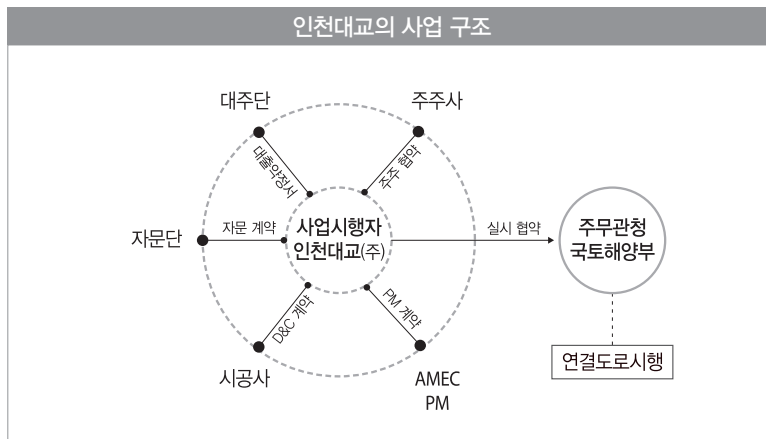 인천대교의 사업 구조
대주단
주주사
대출약정서
주주 협약
자문단
자문 계약
사업시행자
인천대교(주)
실시 협약
주무관청
국토해양부
D&C 계약
PM 계약
시공사
AMEC
PM
연결도로시행